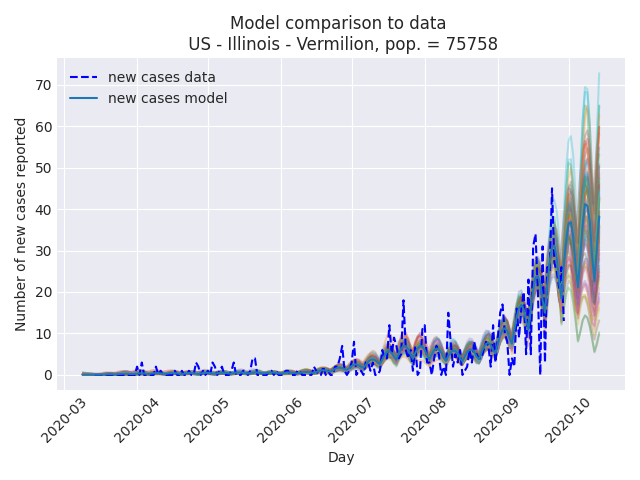 Model comparison to data
US - Illinois - Vermilion, pop. = 75758
new cases data
new cases model
Number of new cases reported
70
60
50
40
30
20
10
0
2020-03
2020-04
2020-05
2020-06
2020-07
2020-08
2020-09
2020-10
Day